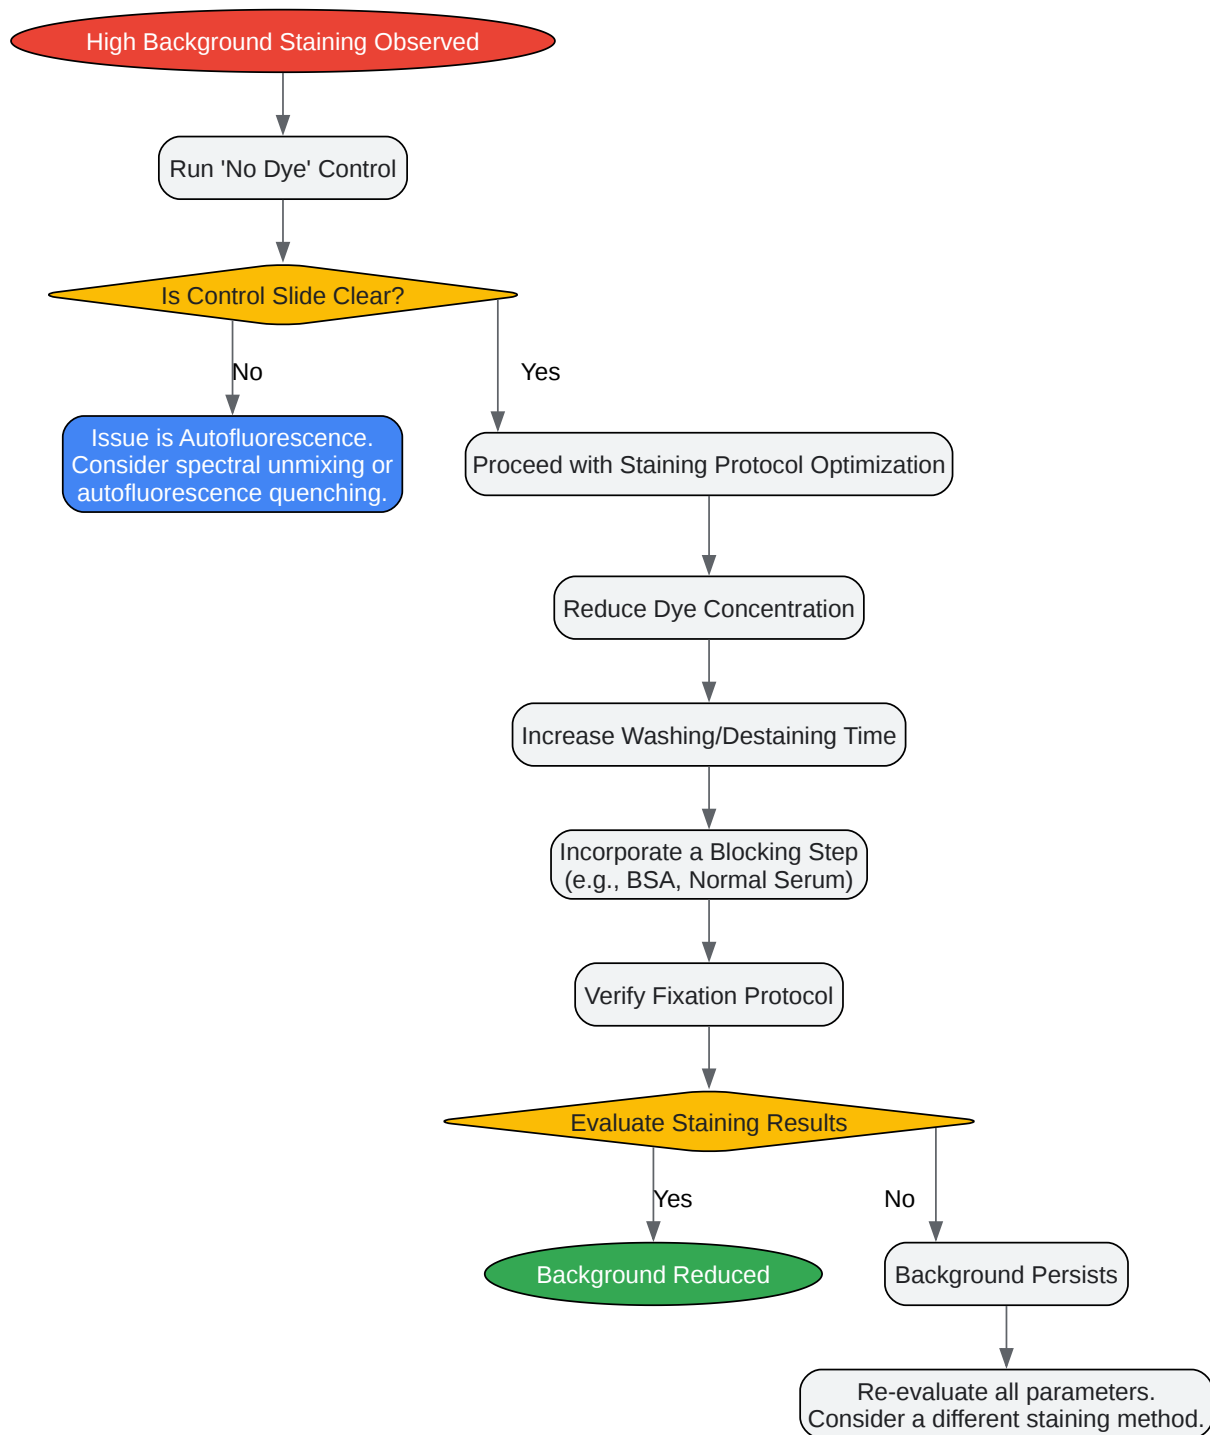 High Background Staining Observed
Run 'No Dye' Control
Is Control Slide Clear?
No
Yes
Issue is Autofluorescence.
Consider spectral unmixing or
autofluorescence quenching.
Proceed with Staining Protocol Optimization
Reduce Dye Concentration
Increase Washing/Destaining Time
Incorporate a Blocking Step
(e.g., BSA, Normal Serum)
Verify Fixation Protocol
Evaluate Staining Results
Yes
No
Background Reduced
Background Persists
Re-evaluate all parameters.
Consider a different staining method.